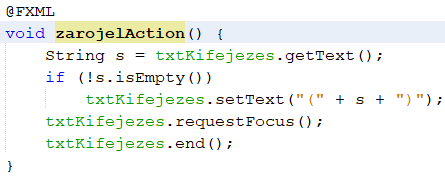 @FXML
void zarojelAction() {
    String s = txtKifejezes.getText();
    if (!s.isEmpty())
        txtKifejezes.setText("(" + s + ")");
    txtKifejezes.requestFocus();
    txtKifejezes.end();
}